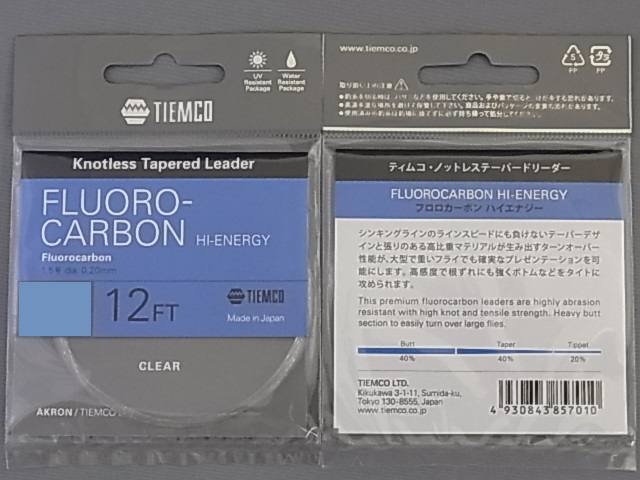 UV
Resistant
Package
Water
Resistant
Package
TIEMCO
Knotless Tapered Leader
FLUORO-
CARBON HI-ENERGY
Fluorocarbon
1.5号 dia. 0.20mm
12FT
TIEMCO
Made in Japan
CLEAR
AKRON / TIEMCO
www.tiemco.co.jp
5
PP
プラ
PP
取り扱い上の注意
ティムコ・ノットレステーパードリーダー
FLUOROCARBON HI-ENERGY
フロロカーボン ハイエナジー
シンキングラインのラインスピードにも負けないテーパーデザ
インと張りのある高比重マテリアルが生み出すターンオーバー
性能が、大型で重いフライでも確実なプレゼンテーションを可
能にします。高感度で根ずれにも強くボトムなどをタイトに
攻められます。
This premium fluorocarbon leaders are highly abrasion
resistant with high knot and tensile strength. Heavy butt
section to easily turn over large flies.
Butt Taper Tippet
40% 40% 20%
TIEMCO LTD.
Kikukawa 3-1-11, Sumida-ku,
Tokyo 130-8555, Japan
www.tiemco.co.jp
4 930843 857010